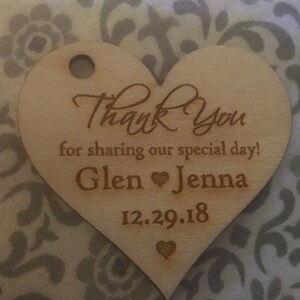 Thank You
for sharing our special day!
Glen ♥ Jenna
12.29.18
♥